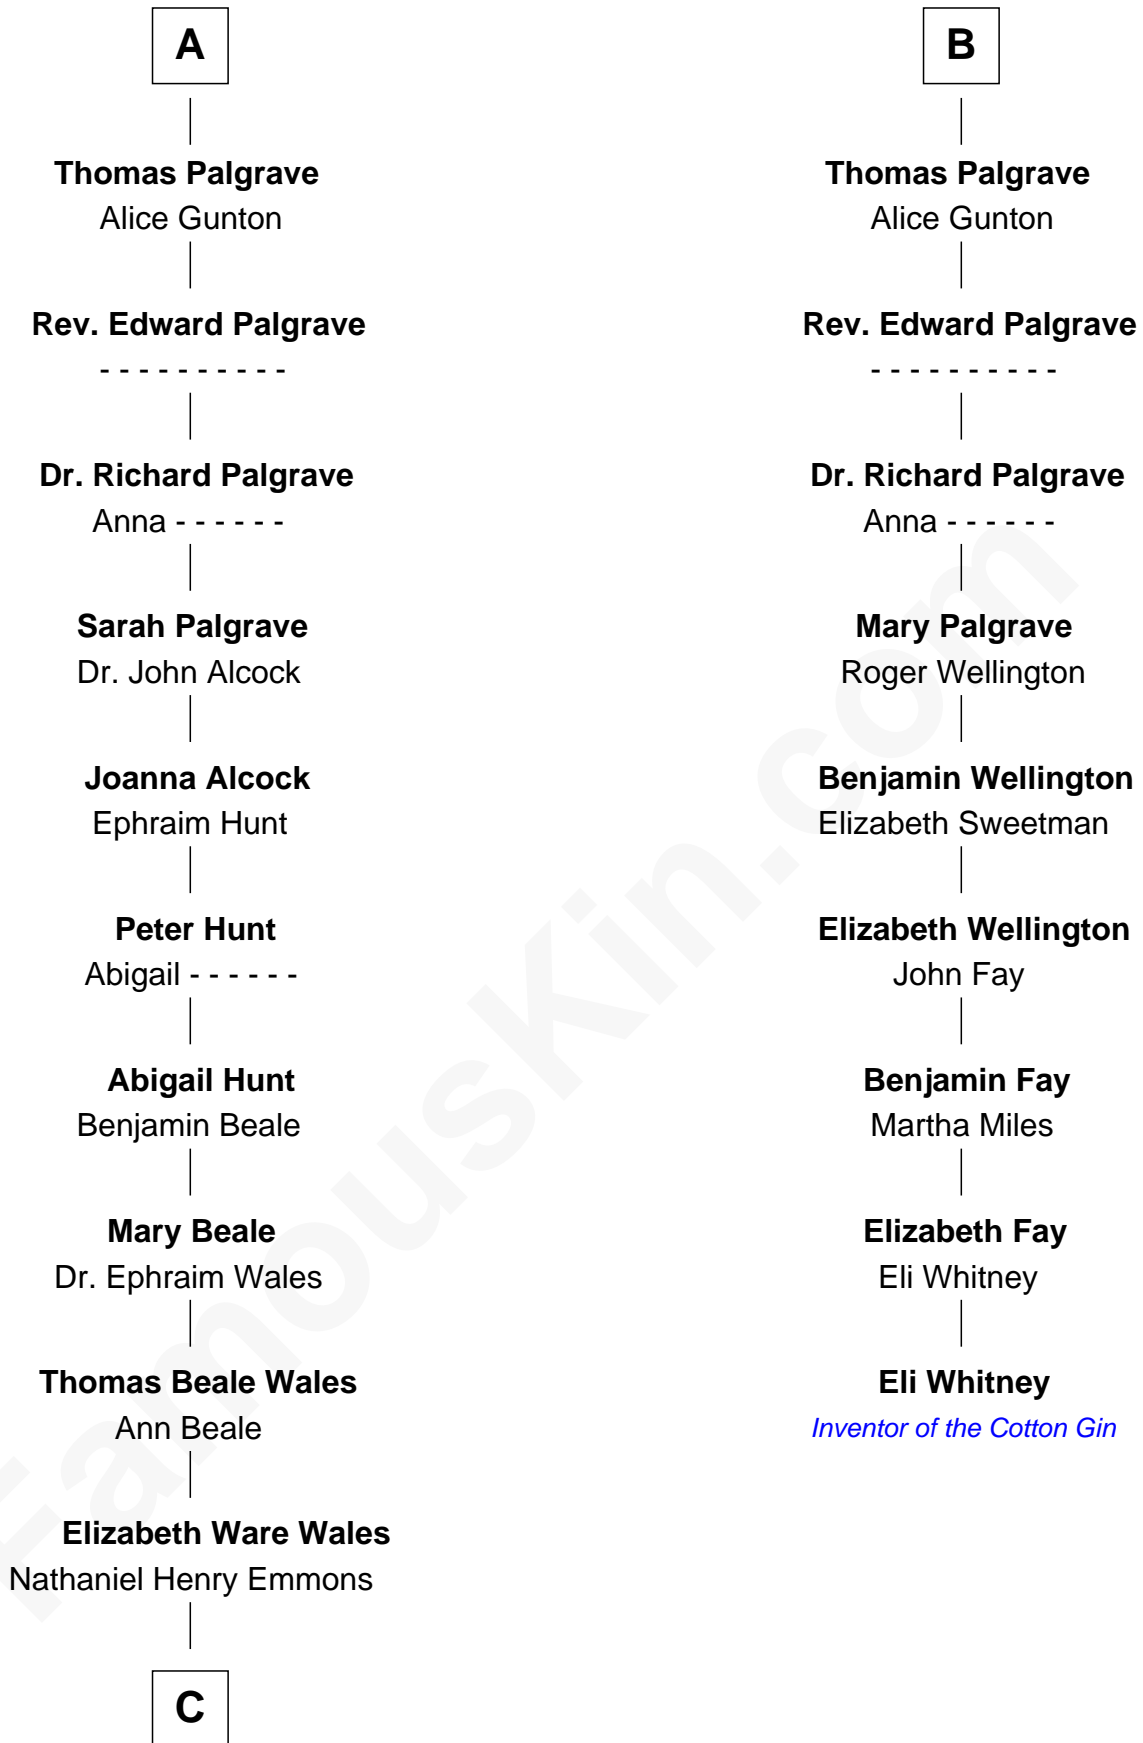 A
Thomas Palgrave
Alice Gunton
Rev. Edward Palgrave
- - - - - - - - - -
Dr. Richard Palgrave
Anna - - - - - -
Sarah Palgrave
Dr. John Alcock
Joanna Alcock
Ephraim Hunt
Peter Hunt
Abigail - - - - - -
Abigail Hunt
Benjamin Beale
Mary Beale
Dr. Ephraim Wales
Thomas Beale Wales
Ann Beale
Elizabeth Ware Wales
Nathaniel Henry Emmons
C
B
Thomas Palgrave
Alice Gunton
Rev. Edward Palgrave
- - - - - - - - - -
Dr. Richard Palgrave
Anna - - - - - -
Mary Palgrave
Roger Wellington
Benjamin Wellington
Elizabeth Sweetman
Elizabeth Wellington
John Fay
Benjamin Fay
Martha Miles
Elizabeth Fay
Eli Whitney
Eli Whitney
Inventor of the Cotton Gin
FamousKin.com